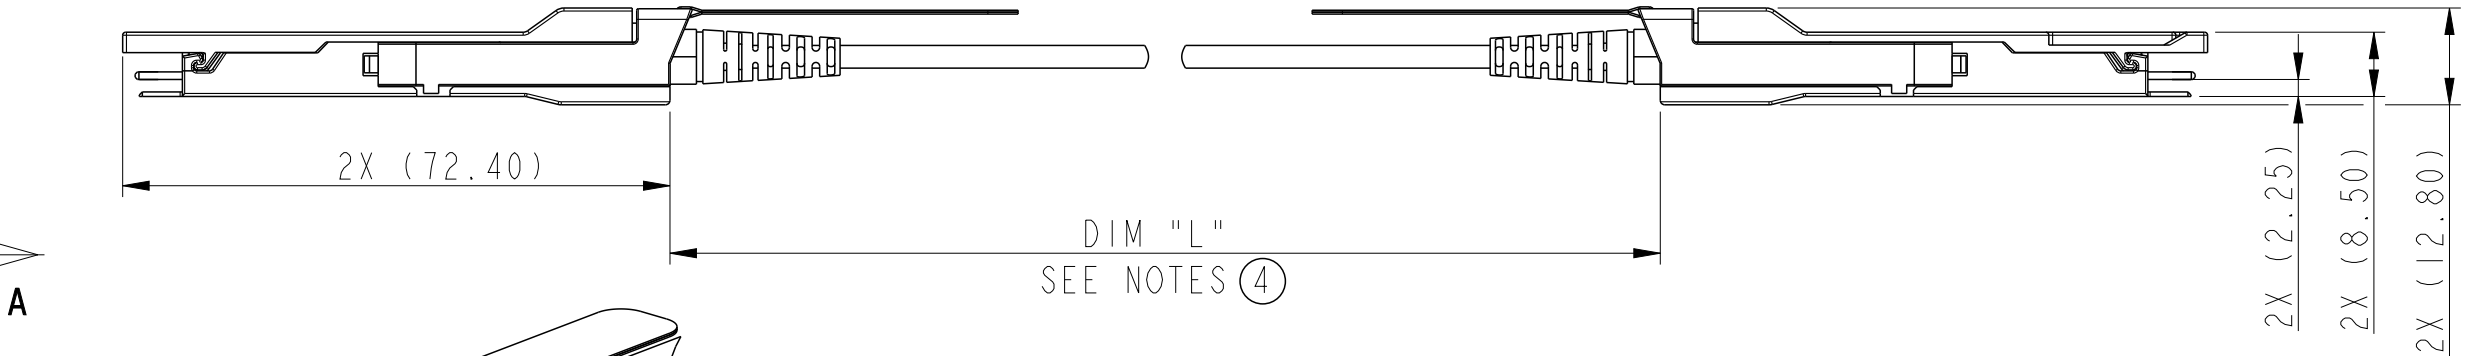 2X (72.40)
DIM "L"
SEE NOTES 4
A
2X (2.25)
2X (8.50)
2X (12.80)